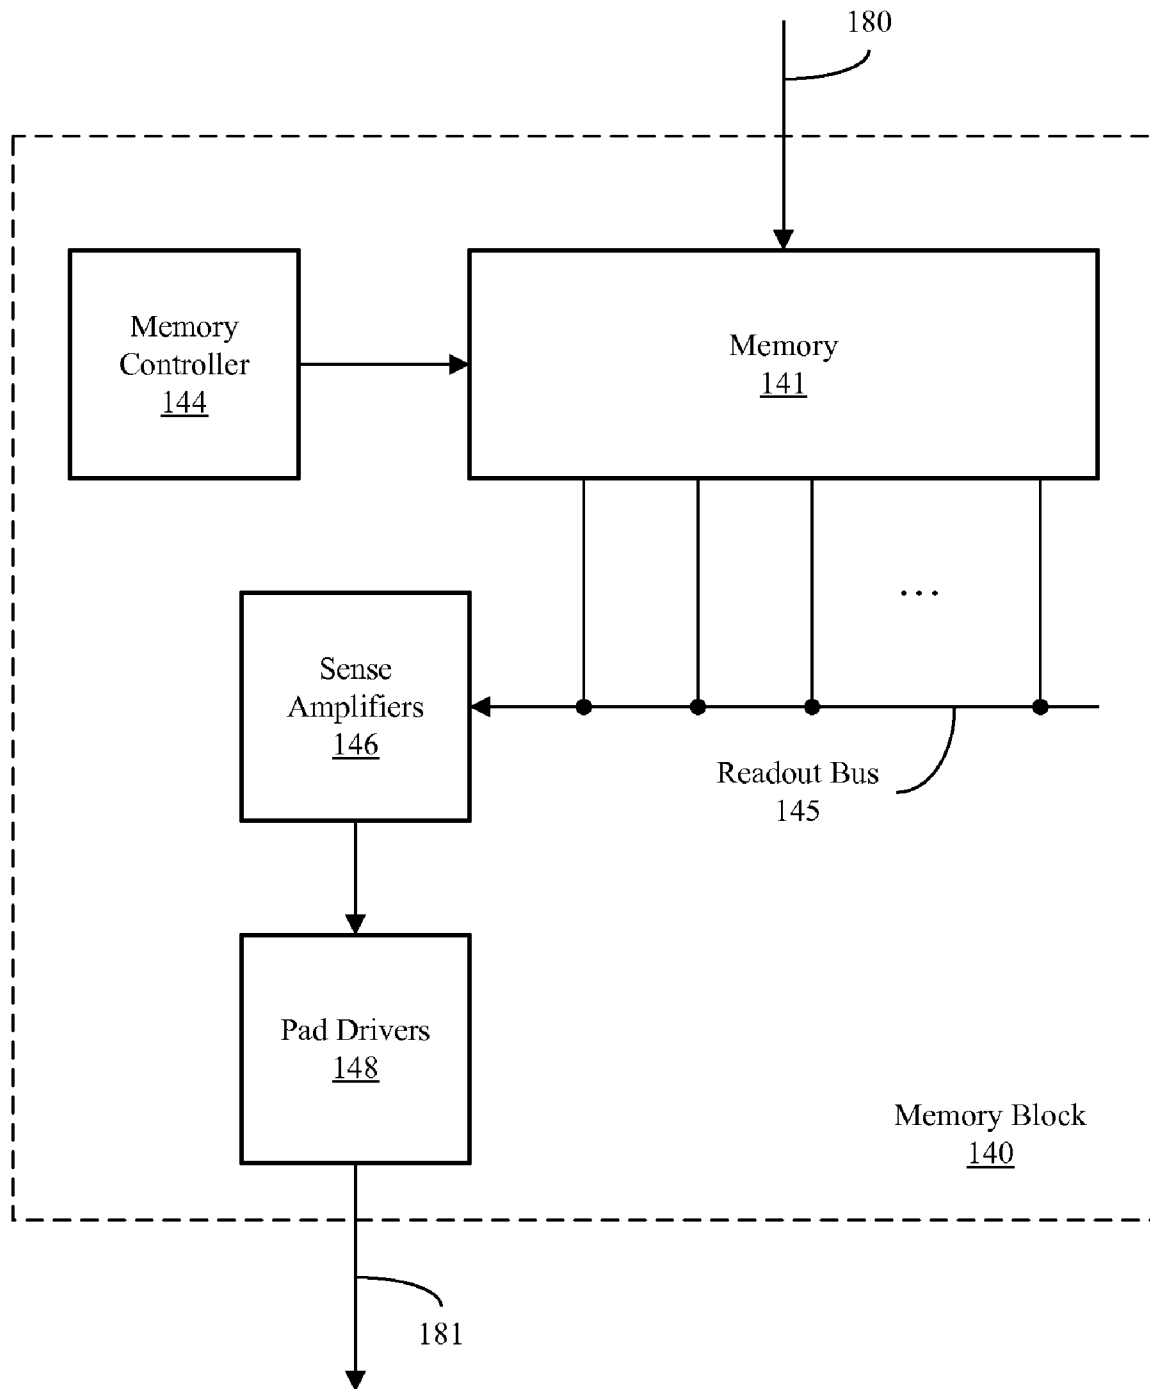 180
Memory
Controller
144
Memory
141
...
Sense
Amplifiers
146
Readout Bus
145
Pad Drivers
148
Memory Block
140
181